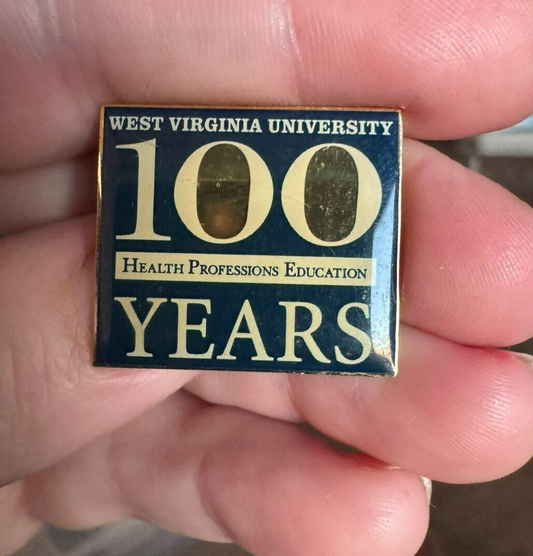 WEST VIRGINIA UNIVERSITY
100
HEALTH PROFESSIONS EDUCATION
YEARS